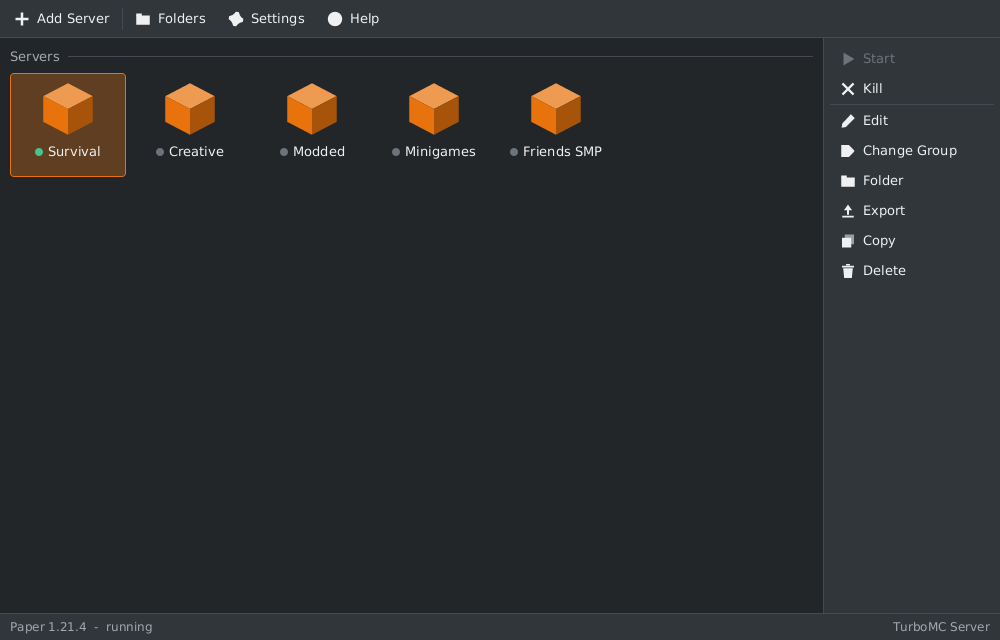 Add Server Folders Settings Help
Servers
Survival Creative Modded Minigames Friends SMP
Start
Kill
Edit
Change Group
Folder
Export
Copy
Delete
Paper 1.21.4 - running TurboMC Server